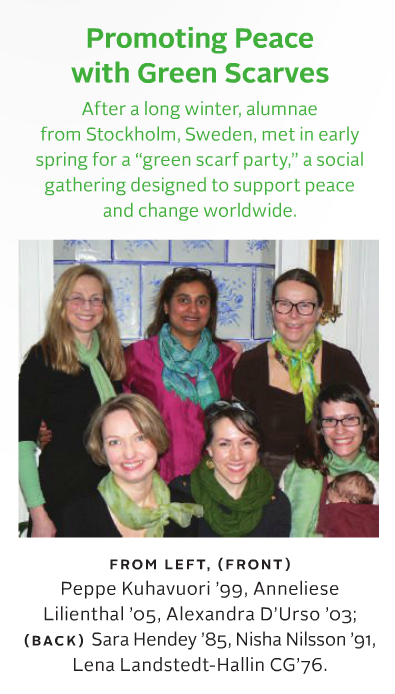 Promoting Peace
with Green Scarves
After a long winter, alumnae
from Stockholm, Sweden, met in early
spring for a “green scarf party,” a social
gathering designed to support peace
and change worldwide.
FROM LEFT, (FRONT)
Peppe Kuhavuori ’99, Anneliese
Lilienthal ’05, Alexandra D’Urso ’03;
(BACK) Sara Hendey ’85, Nisha Nilsson ’91,
Lena Landstedt-Hallin CG’76.